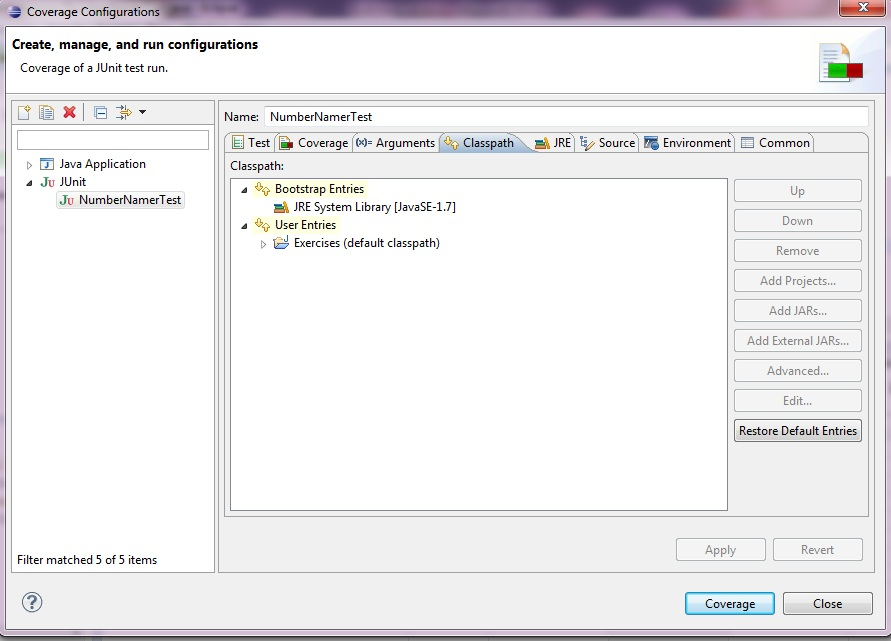 Coverage Configurations
Create, manage, and run configurations
Coverage of a JUnit test run.
Name: NumberNamerTest
Test Coverage (x)= Arguments Classpath JRE Source Environment Common
Java Application
JUnit
NumberNamerTest
Filter matched 5 of 5 items
Classpath:
Bootstrap Entries
JRE System Library [JavaSE-1.7]
User Entries
Exercises (default classpath)
Up
Down
Remove
Add Projects...
Add JARs...
Add External JARs...
Advanced...
Edit...
Restore Default Entries
Apply Revert
Coverage Close